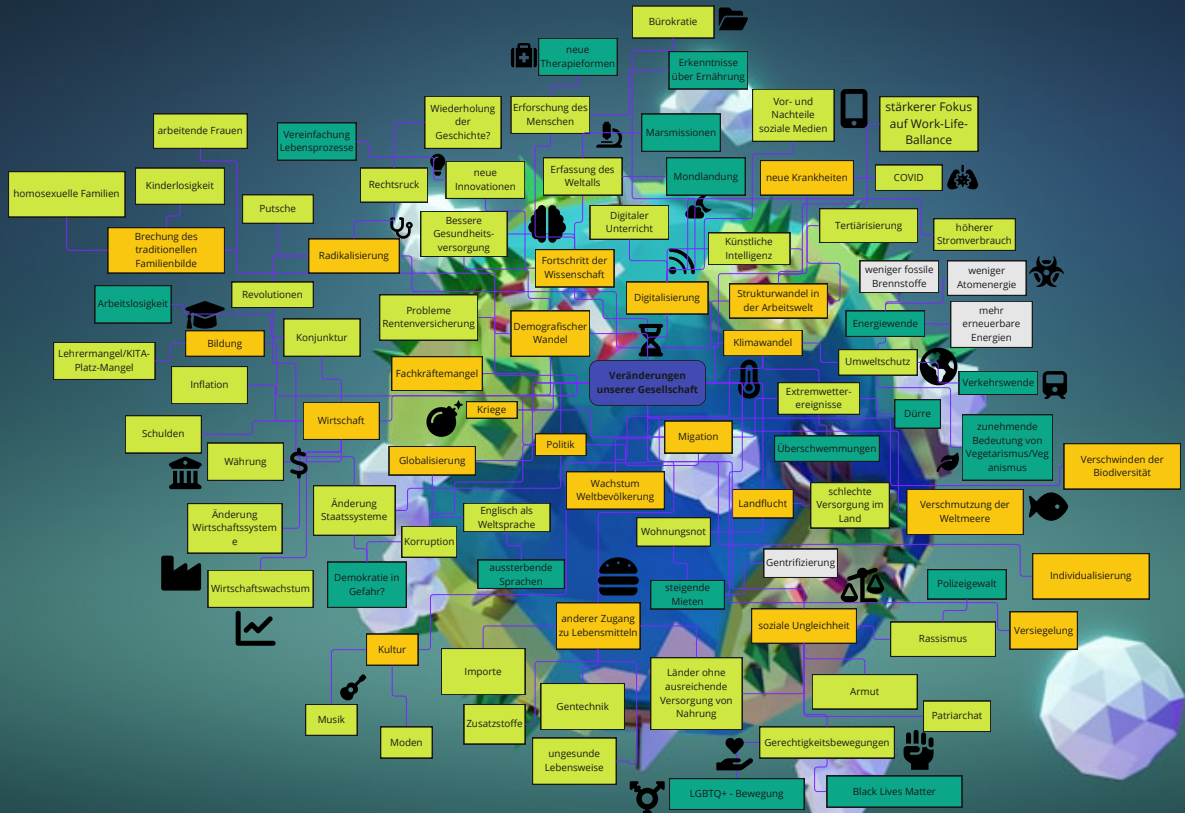 Bürokratie
neue
Therapieformen
Erkenntnisse
über Ernährung
Wiederholung
der
Geschichte?
Erforschung des
Menschen
Vor- und
Nachteile
soziale Medien
stärkerer Fokus
auf Work-Life-
Ballance
arbeitende Frauen
Vereinfachung
Lebensprozesse
Marsmissionen
homosexuelle Familien
Kinderlosigkeit
Rechtsruck
neue
Innovationen
Erfassung des
Weltalls
Mondlandung
neue Krankheiten
COVID
Putsche
Brechung des
traditionellen
Familienbilde
Radikalisierung
Bessere
Gesundheits-
versorgung
Digitaler
Unterricht
Künstliche
Intelligenz
Tertiärisierung
höherer
Stromverbrauch
Fortschritt der
Wissenschaft
weniger fossile
Brennstoffe
weniger
Atomenergie
Arbeitslosigkeit
Revolutionen
Digitalisierung
Strukturwandel in
der Arbeitswelt
Probleme
Rentenversicherung
Demografischer
Wandel
Energiewende
mehr
erneuerbare
Energien
Bildung
Konjunktur
Klimawandel
Lehrermangel/KITA-
Platz-Mangel
Umweltschutz
Inflation
Fachkräftemangel
Veränderungen
unserer Gesellschaft
Verkehrswende
Extremwetter-
ereignisse
Wirtschaft
Kriege
Dürre
Schulden
Politik
Migation
Überschwemmungen
zunehmende
Bedeutung von
Vegetarismus/Veg
anismus
Währung
Globalisierung
Verschwinden der
Biodiversität
Wachstum
Weltbevölkerung
Landflucht
schlechte
Versorgung im
Land
Verschmutzung der
Weltmeere
Änderung
Staatssysteme
Englisch als
Weltsprache
Änderung
Wirtschaftssystem
e
Wohnungsnot
Korruption
Gentrifizierung
Individualisierung
Wirtschaftswachstum
Demokratie in
Gefahr?
aussterbende
Sprachen
steigende
Mieten
Polizeigewalt
anderer Zugang
zu Lebensmitteln
soziale Ungleichheit
Rassismus
Versiegelung
Kultur
Importe
Länder ohne
ausreichende
Versorgung von
Nahrung
Armut
Musik
Moden
Zusatzstoffe
Gentechnik
Patriarchat
ungesunde
Lebensweise
Gerechtigkeitsbewegungen
LGBTQ+ - Bewegung
Black Lives Matter